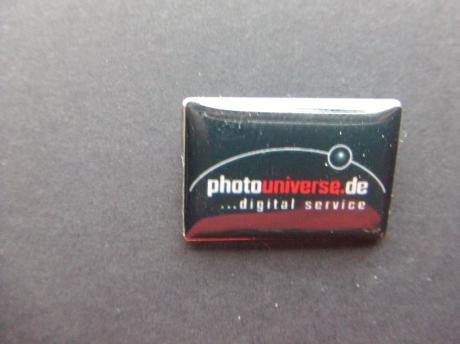 photouniverse.de
...digital service